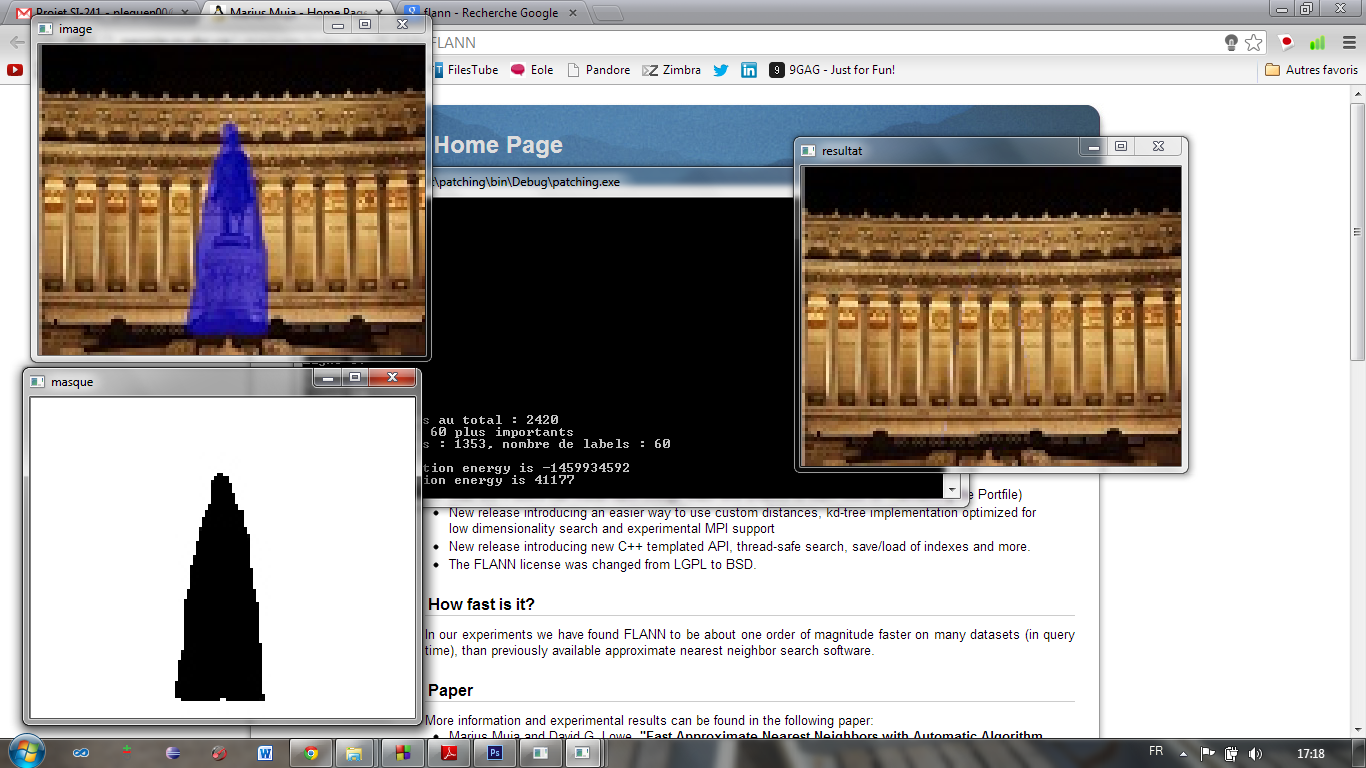 Projet SI-241 - pleguen00
Marius Muja - Home Page
flann - Recherche Google
image
FLANN
FilesTube
Eole
Pandore
Zimbra
9GAG - Just for Fun!
Autres favoris
Home Page
resultat
\patching\bin\Debug\patching.exe
masque
s au total : 2420
60 plus importants
s : 1353, nombre de labels : 60
tion energy is -1459934592
tion energy is 41177
e Portfile)
New release introducing an easier way to use custom distances, kd-tree implementation optimized for
low dimensionality search and experimental MPI support
New release introducing new C++ templated API, thread-safe search, save/load of indexes and more.
The FLANN license was changed from LGPL to BSD.
How fast is it?
In our experiments we have found FLANN to be about one order of magnitude faster on many datasets (in query
time), than previously available approximate nearest neighbor search software.
Paper
More information and experimental results can be found in the following paper:
Marius Muja and David G. Lowe, "Fast Approximate Nearest Neighbors with Automatic Algorithm
FR
17:18